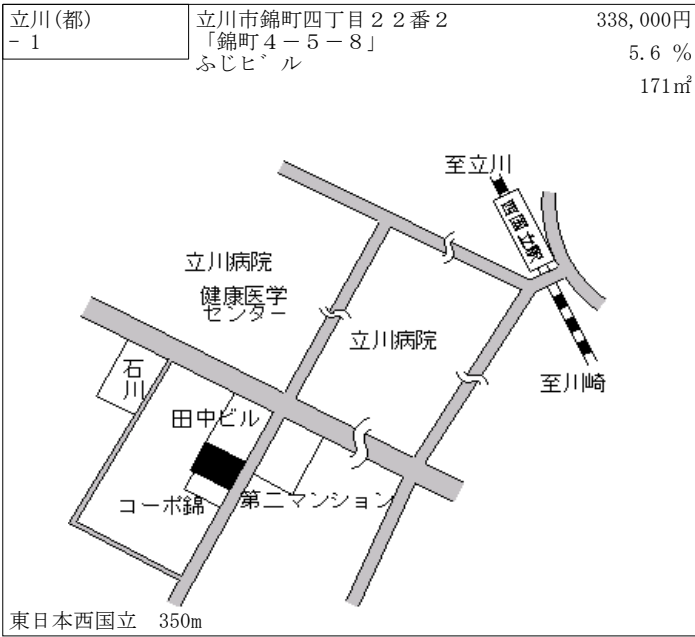 立川(都)
- 1
立川市錦町四丁目２２番２
「錦町４－５－８」
ふじビル
338,000円
5.6 %
171㎡
至立川
西国立駅
立川病院
健康医学
センター
立川病院
至川崎
石川
田中ビル
コーポ錦
第二マンション
東日本西国立 350m